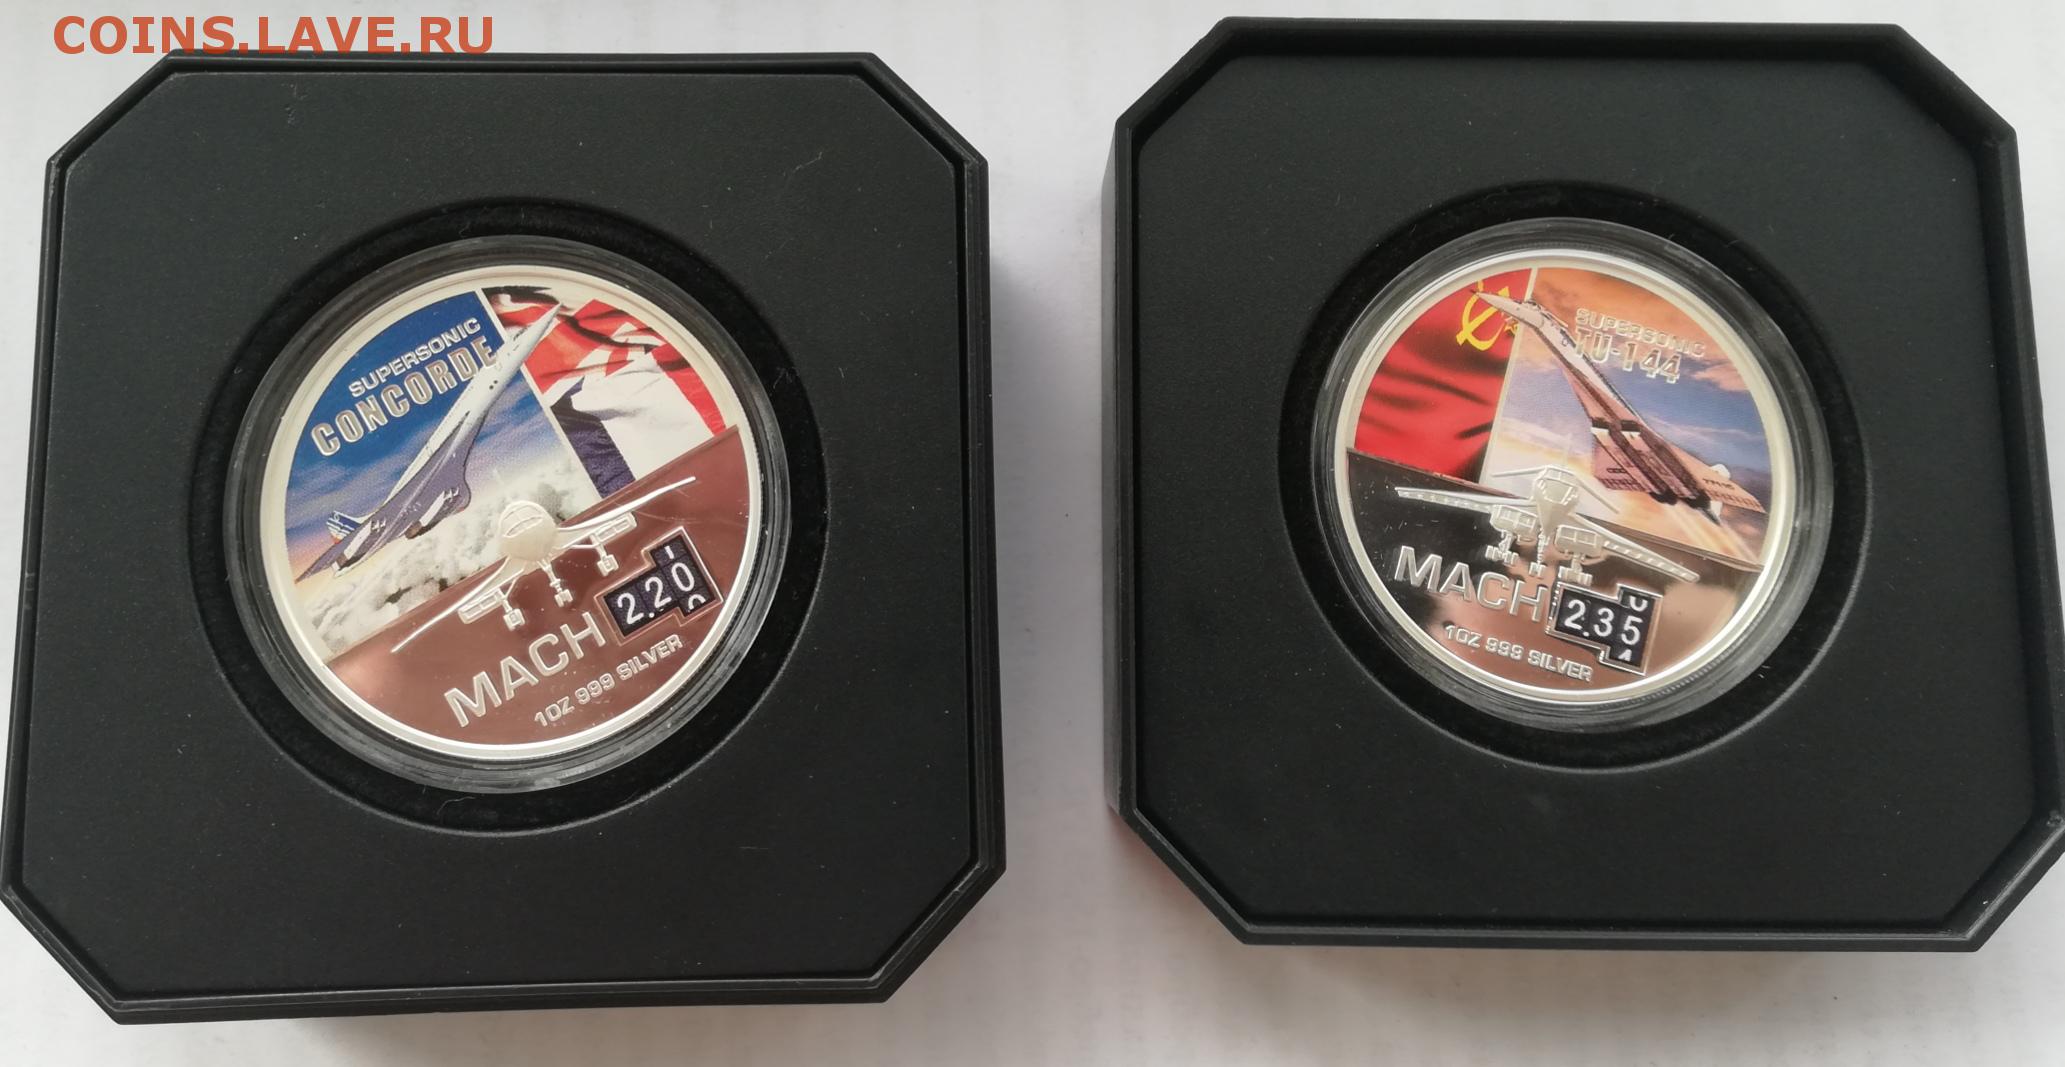 COINS.LAVE.RU
SUPERSONIC
CONCORDE
MACH 2.20
1OZ 999 SILVER
SUPERSONIC
TU-144
MACH 2.35
1OZ 999 SILVER